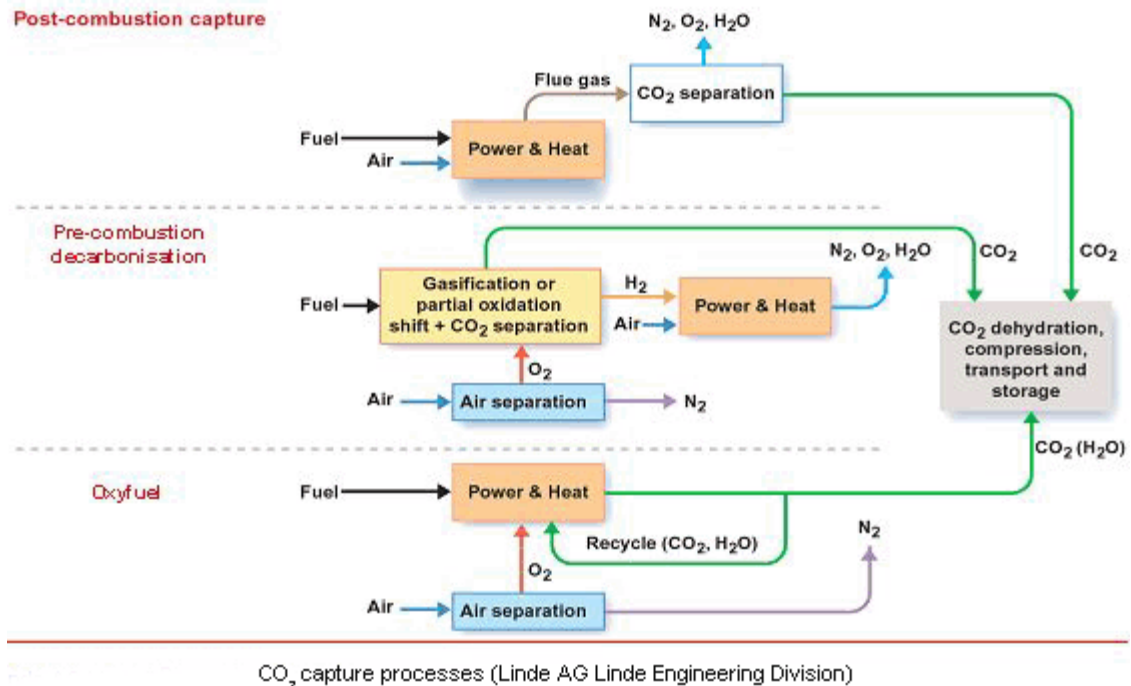 Post-combustion capture
N₂, O₂, H₂O
Flue gas
CO₂ separation
Fuel
Air
Power & Heat
Pre-combustion
decarbonisation
N₂, O₂, H₂O
CO₂
CO₂
Gasification or
partial oxidation
shift + CO₂ separation
Fuel
H₂
Air
Power & Heat
CO₂ dehydration,
compression,
transport and
storage
O₂
Air
Air separation
N₂
CO₂ (H₂O)
Oxyfuel
Fuel
Power & Heat
Recycle (CO₂, H₂O)
N₂
O₂
Air
Air separation
CO₂ capture processes (Linde AG Linde Engineering Division)